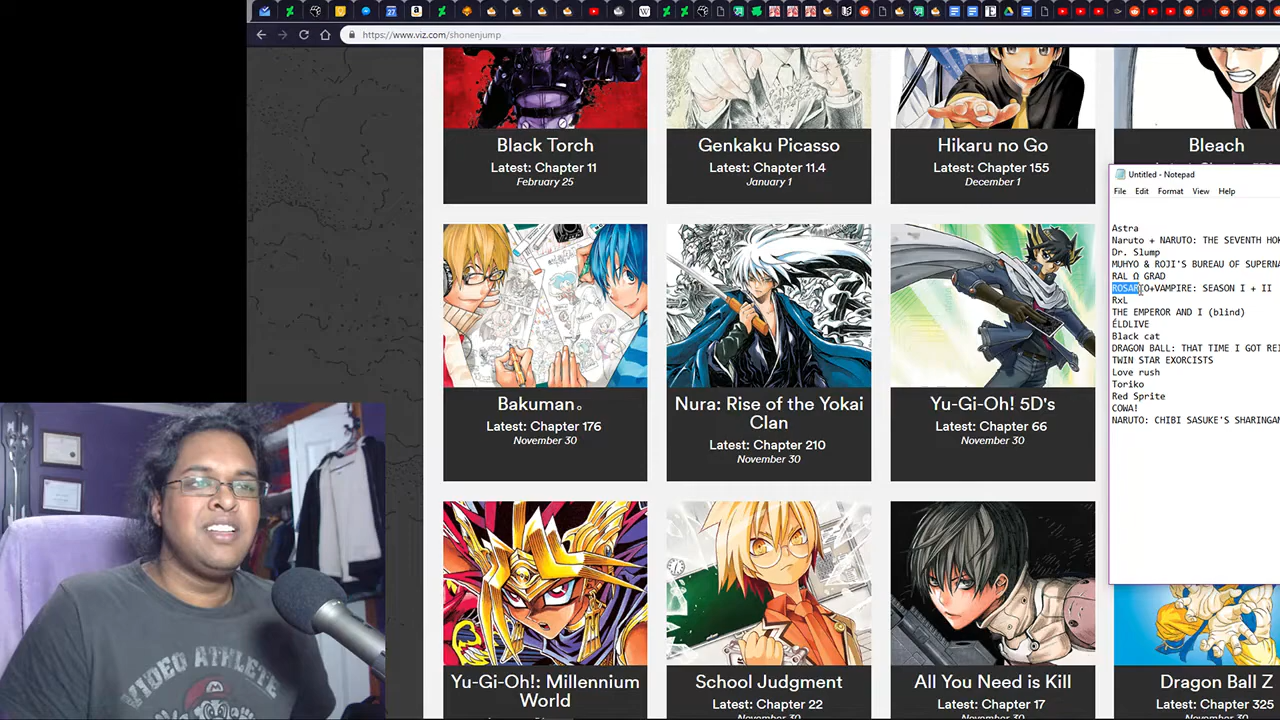 https://www.viz.com/shonenjump
Black Torch
Latest: Chapter 11
February 25
Genkaku Picasso
Latest: Chapter 11.4
January 1
Hikaru no Go
Latest: Chapter 155
December 1
Bleach
Untitled - Notepad
File Edit Format View Help
Astra
Naruto + NARUTO: THE SEVENTH HOK
Dr. Slump
MUHYO & ROJI'S BUREAU OF SUPERNA
RAL Ω GRAD
ROSARIO+VAMPIRE: SEASON I + II
RxL
THE EMPEROR AND I (blind)
ÉLDLIVE
Black cat
DRAGON BALL: THAT TIME I GOT REI
TWIN STAR EXORCISTS
Love rush
Toriko
Red Sprite
COWA!
NARUTO: CHIBI SASUKE'S SHARINGAN
Bakuman。
Latest: Chapter 176
November 30
Nura: Rise of the Yokai
Clan
Latest: Chapter 210
November 30
Yu-Gi-Oh! 5D's
Latest: Chapter 66
November 30
Yu-Gi-Oh!: Millennium
World
School Judgment
Latest: Chapter 22
All You Need is Kill
Latest: Chapter 17
Dragon Ball Z
Latest: Chapter 325
VIDEO ATHLETE